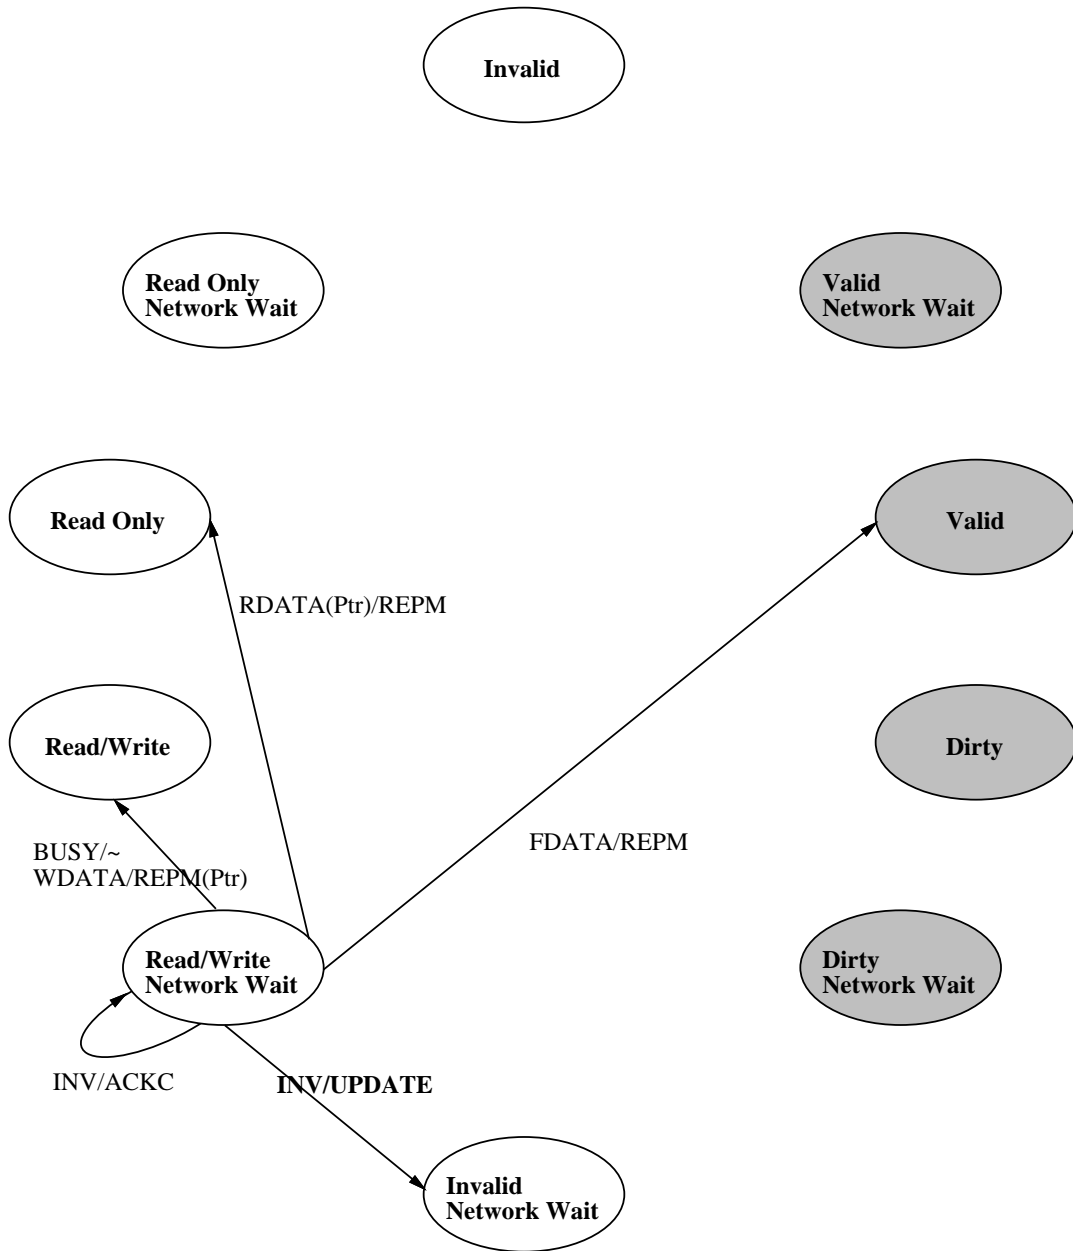 Invalid
Read Only
Network Wait
Valid
Network Wait
Read Only
Valid
RDATA(Ptr)/REPM
Read/Write
Dirty
BUSY/~
WDATA/REPM(Ptr)
FDATA/REPM
Read/Write
Network Wait
Dirty
Network Wait
INV/ACKC
INV/UPDATE
Invalid
Network Wait